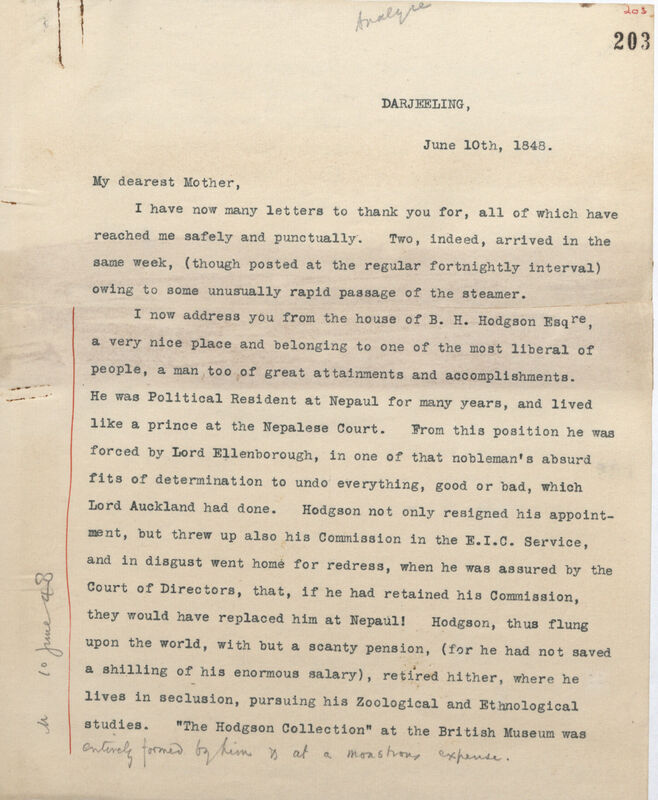 Analyse
203
203
DARJEELING,
June 10th, 1848.
My dearest Mother,
I have now many letters to thank you for, all of which have
reached me safely and punctually. Two, indeed, arrived in the
same week, (though posted at the regular fortnightly interval)
owing to some unusually rapid passage of the steamer.
I now address you from the house of B. H. Hodgson Esqre,
a very nice place and belonging to one of the most liberal of
people, a man too of great attainments and accomplishments.
He was Political Resident at Nepaul for many years, and lived
like a prince at the Nepalese Court. From this position he was
forced by Lord Ellenborough, in one of that nobleman's absurd
fits of determination to undo everything, good or bad, which
Lord Auckland had done. Hodgson not only resigned his appoint-
ment, but threw up also his Commission in the E.I.C. Service,
and in disgust went home for redress, when he was assured by the
Court of Directors, that, if he had retained his Commission,
they would have replaced him at Nepaul! Hodgson, thus flung
upon the world, with but a scanty pension, (for he had not saved
a shilling of his enormous salary), retired hither, where he
lives in seclusion, pursuing his Zoological and Ethnological
studies. "The Hodgson Collection" at the British Museum was
entirely formed by him & at a monstrous expense.
M 10 June 48